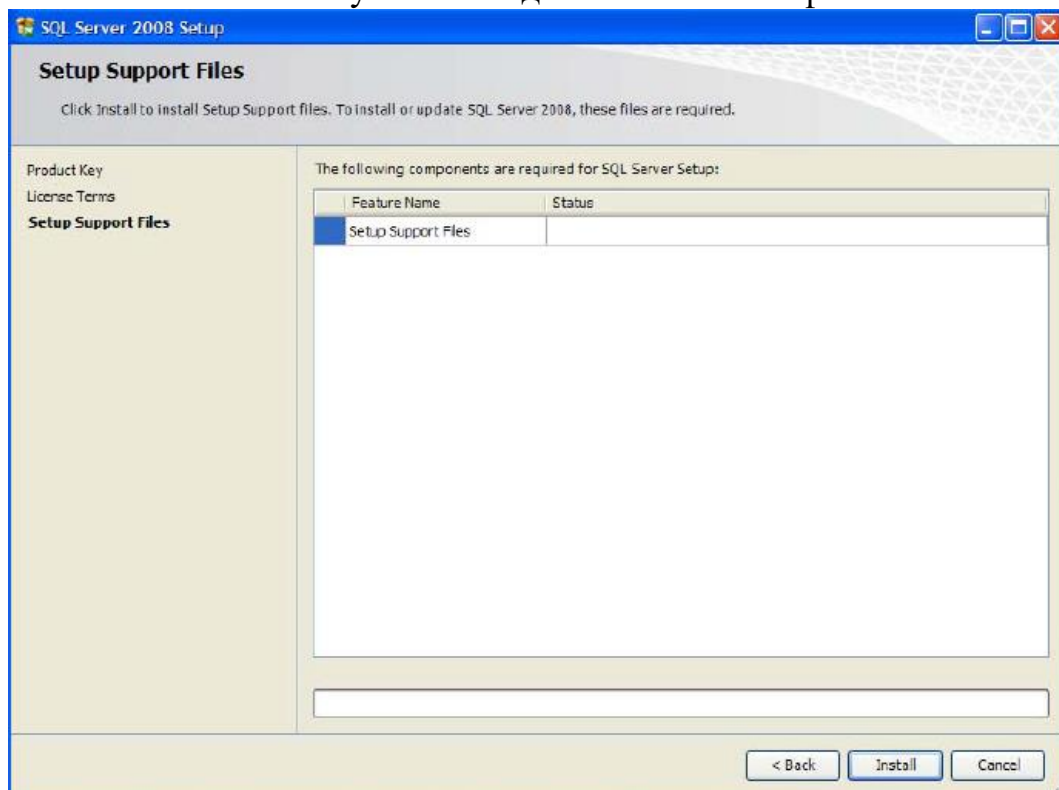 SQL Server 2008 Setup
Setup Support Files
Click Install to install Setup Support files. To install or update SQL Server 2008, these files are required.
Product Key
License Terms
Setup Support Files
The following components are required for SQL Server Setup:
Feature Name Status
Setup Support Files
< Back Install Cancel